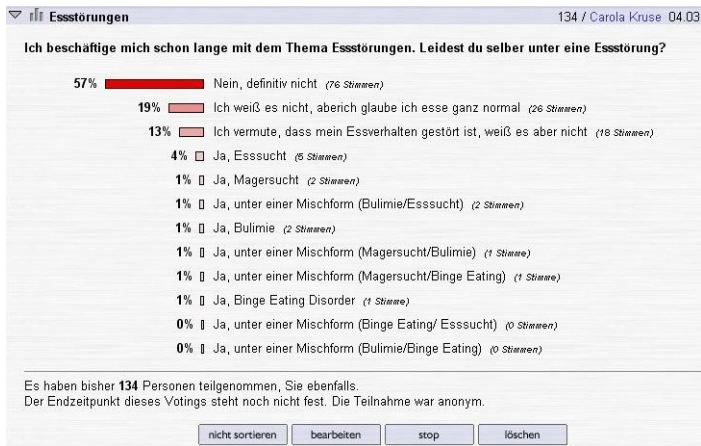 Essstörungen 134 / Carola Kruse 04.03
Ich beschäftige mich schon lange mit dem Thema Essstörungen. Leidest du selber unter eine Essstörung?
57% Nein, definitiv nicht (76 Stimmen)
19% Ich weiß es nicht, aberich glaube ich esse ganz normal (26 Stimmen)
13% Ich vermute, dass mein Essverhalten gestört ist, weiß es aber nicht (18 Stimmen)
4% Ja, Esssucht (5 Stimmen)
1% Ja, Magersucht (2 Stimmen)
1% Ja, unter einer Mischform (Bulimie/Esssucht) (2 Stimmen)
1% Ja, Bulimie (2 Stimmen)
1% Ja, unter einer Mischform (Magersucht/Bulimie) (1 Stimme)
1% Ja, unter einer Mischform (Magersucht/Binge Eating) (1 Stimme)
1% Ja, Binge Eating Disorder (1 Stimme)
0% Ja, unter einer Mischform (Binge Eating/ Esssucht) (0 Stimmen)
0% Ja, unter einer Mischform (Bulimie/Binge Eating) (0 Stimmen)
Es haben bisher 134 Personen teilgenommen, Sie ebenfalls.
Der Endzeitpunkt dieses Votings steht noch nicht fest. Die Teilnahme war anonym.
nicht sortieren bearbeiten stop löschen